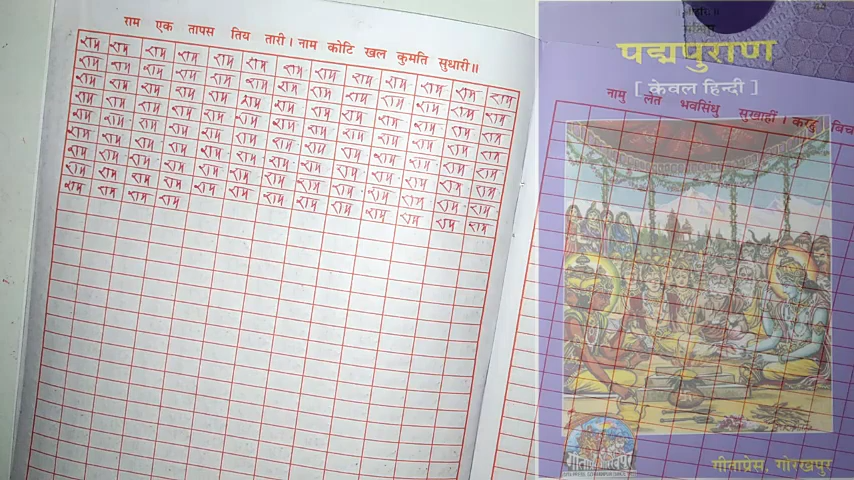 राम एक तापस तिय तारी। नाम कोटि खल कुमति सुधारी॥
राम राम राम राम राम राम राम राम राम राम राम राम राम
राम राम राम राम राम राम राम राम राम राम राम राम राम
राम राम राम राम राम राम राम राम राम राम राम राम राम
राम राम राम राम राम राम राम राम राम राम राम राम राम
राम राम राम राम राम राम राम राम राम राम राम राम राम
राम राम राम राम राम राम राम राम राम राम राम राम राम
राम राम राम राम राम राम राम राम राम राम राम राम राम
राम राम राम राम राम राम राम राम राम राम राम राम राम
राम राम राम राम
पद्मपुराण
[ केवल हिन्दी ]
नामु लेत भवसिंधु सुखाहीं। करहु बिच
गीताप्रेस, गोरखपुर